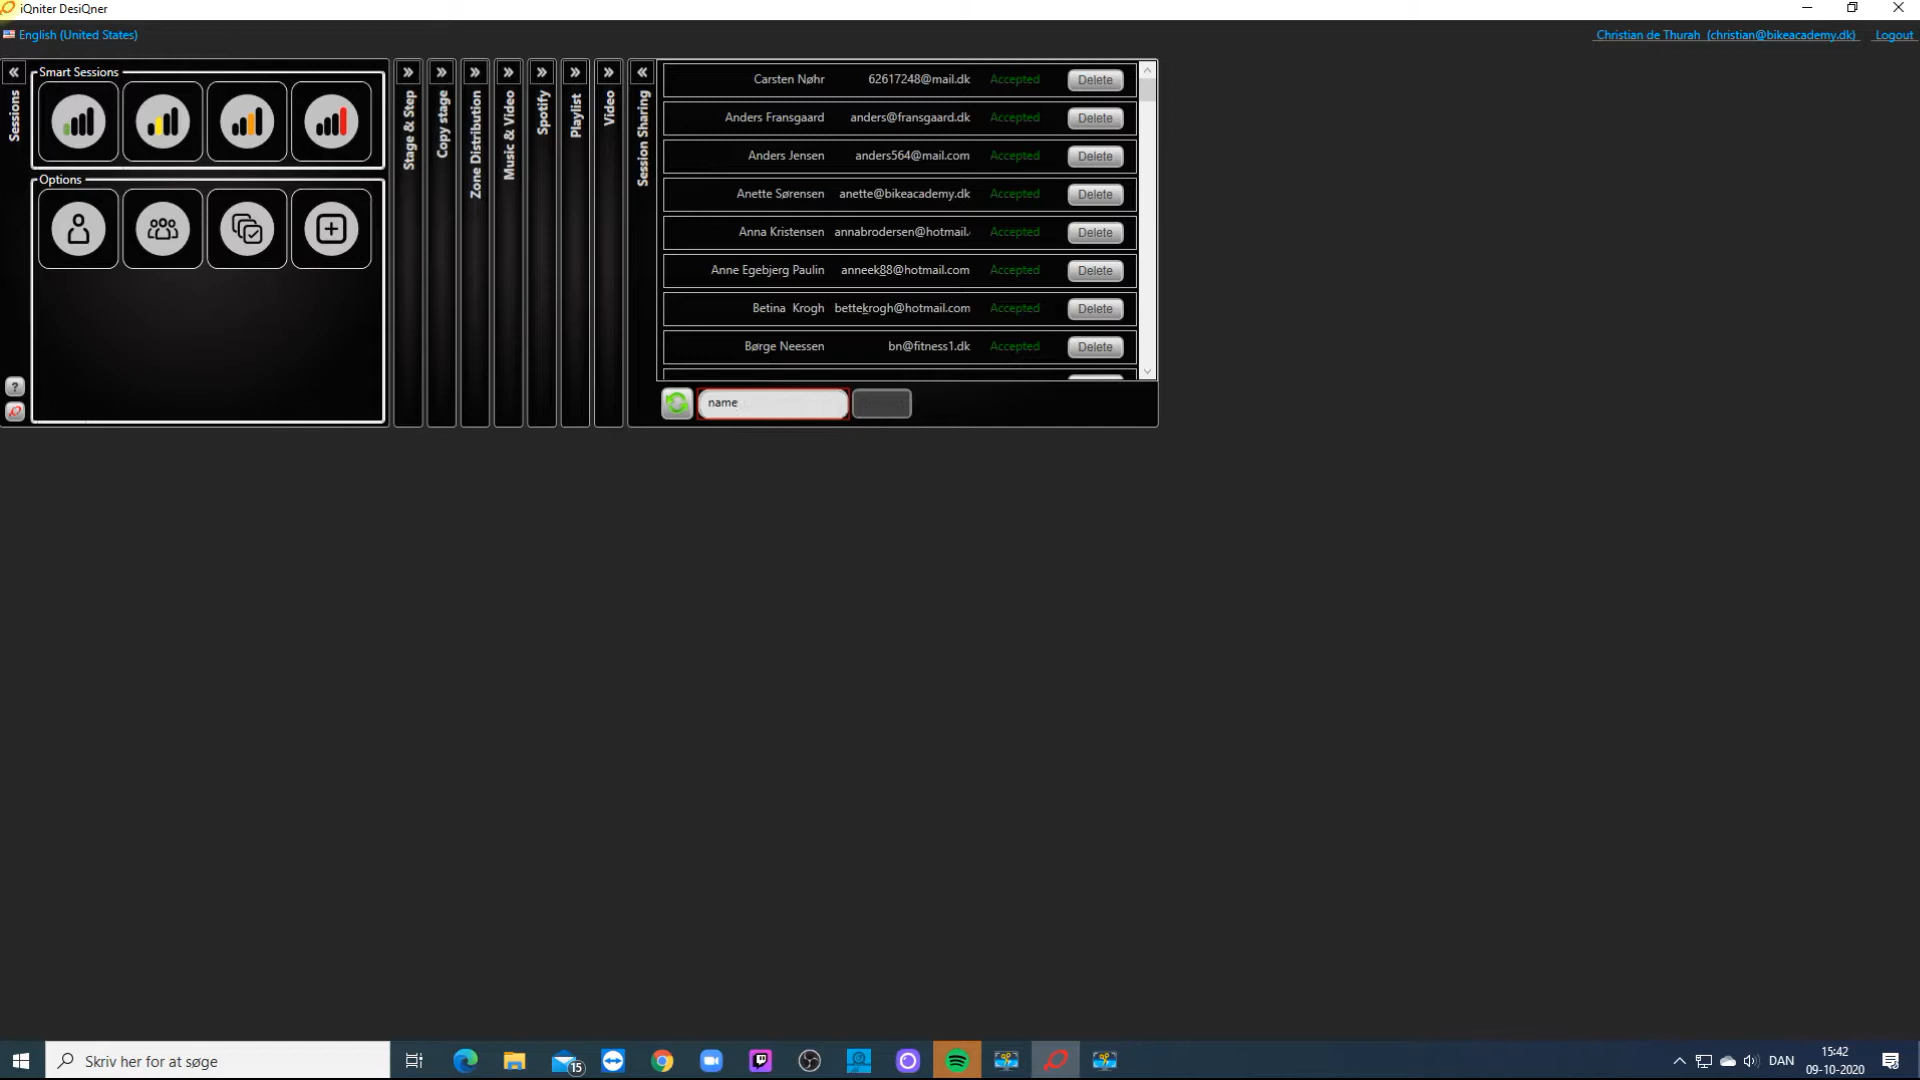 iQniter DesiQner
English (United States)
Christian de Thurah (christian@bikeacademy.dk)
Logout
Sessions
Smart Sessions
Options
?
Stage & Step
Copy stage
Zone Distribution
Music & Video
Spotify
Playlist
Video
Session Sharing
Carsten Nøhr 62617248@mail.dk Accepted Delete
Anders Fransgaard anders@fransgaard.dk Accepted Delete
Anders Jensen anders564@mail.com Accepted Delete
Anette Sørensen anette@bikeacademy.dk Accepted Delete
Anna Kristensen annabrodersen@hotmail. Accepted Delete
Anne Egebjerg Paulin anneek88@hotmail.com Accepted Delete
Betina Krogh bettekrogh@hotmail.com Accepted Delete
Børge Neessen bn@fitness1.dk Accepted Delete
name
Skriv her for at søge
15
DAN
15:42
09-10-2020